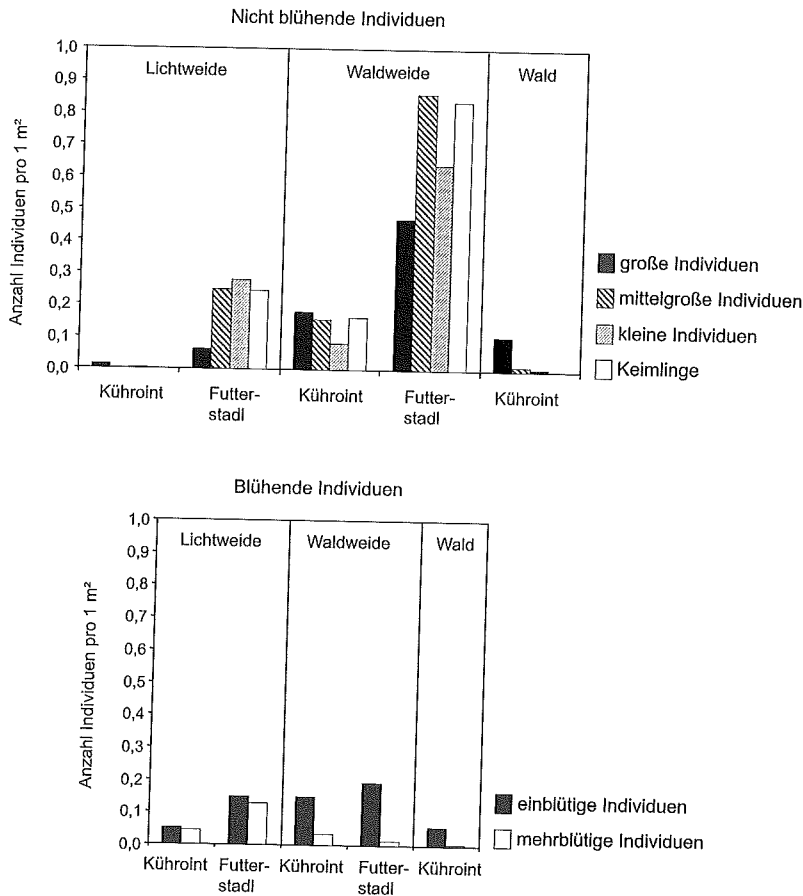 Nicht blühende Individuen
Anzahl Individuen pro 1 m²
1,0
0,9
0,8
0,7
0,6
0,5
0,4
0,3
0,2
0,1
0,0
Lichtweide
Waldweide
Wald
Kühroint
Futter-
stadl
Kühroint
Futter-
stadl
Kühroint
große Individuen
mittelgroße Individuen
kleine Individuen
Keimlinge
Blühende Individuen
Anzahl Individuen pro 1 m²
1,0
0,9
0,8
0,7
0,6
0,5
0,4
0,3
0,2
0,1
0,0
Lichtweide
Waldweide
Wald
Kühroint
Futter-
stadl
Kühroint
Futter-
stadl
Kühroint
einblütige Individuen
mehrblütige Individuen